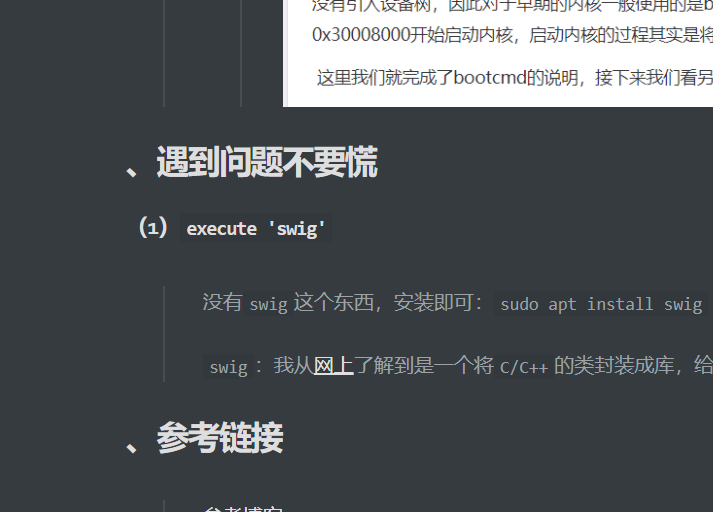 没有引入设备树，因此对于早期的内核一般使用的是b
0x30008000开始启动内核，启动内核的过程其实是将
这里我们就完成了bootcmd的说明，接下来我们看另
、遇到问题不要慌
（1） execute 'swig'
没有 swig 这个东西，安装即可： sudo apt install swig
swig ：我从网上了解到是一个将 C/C++ 的类封装成库，给
、参考链接
参考博客